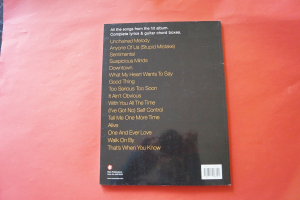 All the songs from the hit album
Complete lyrics & guitar chord boxes
Unchained Melody
Anyone Of Us (Stupid Mistake)
Sentimental
Suspicious Minds
Downtown
What My Heart Wants To Say
Good Thing
Too Serious Too Soon
It Ain't Obvious
With You All The Time
(I've Got No) Self Control
Tell Me One More Time
Alive
One And Ever Love
Walk On By
That's When You Know